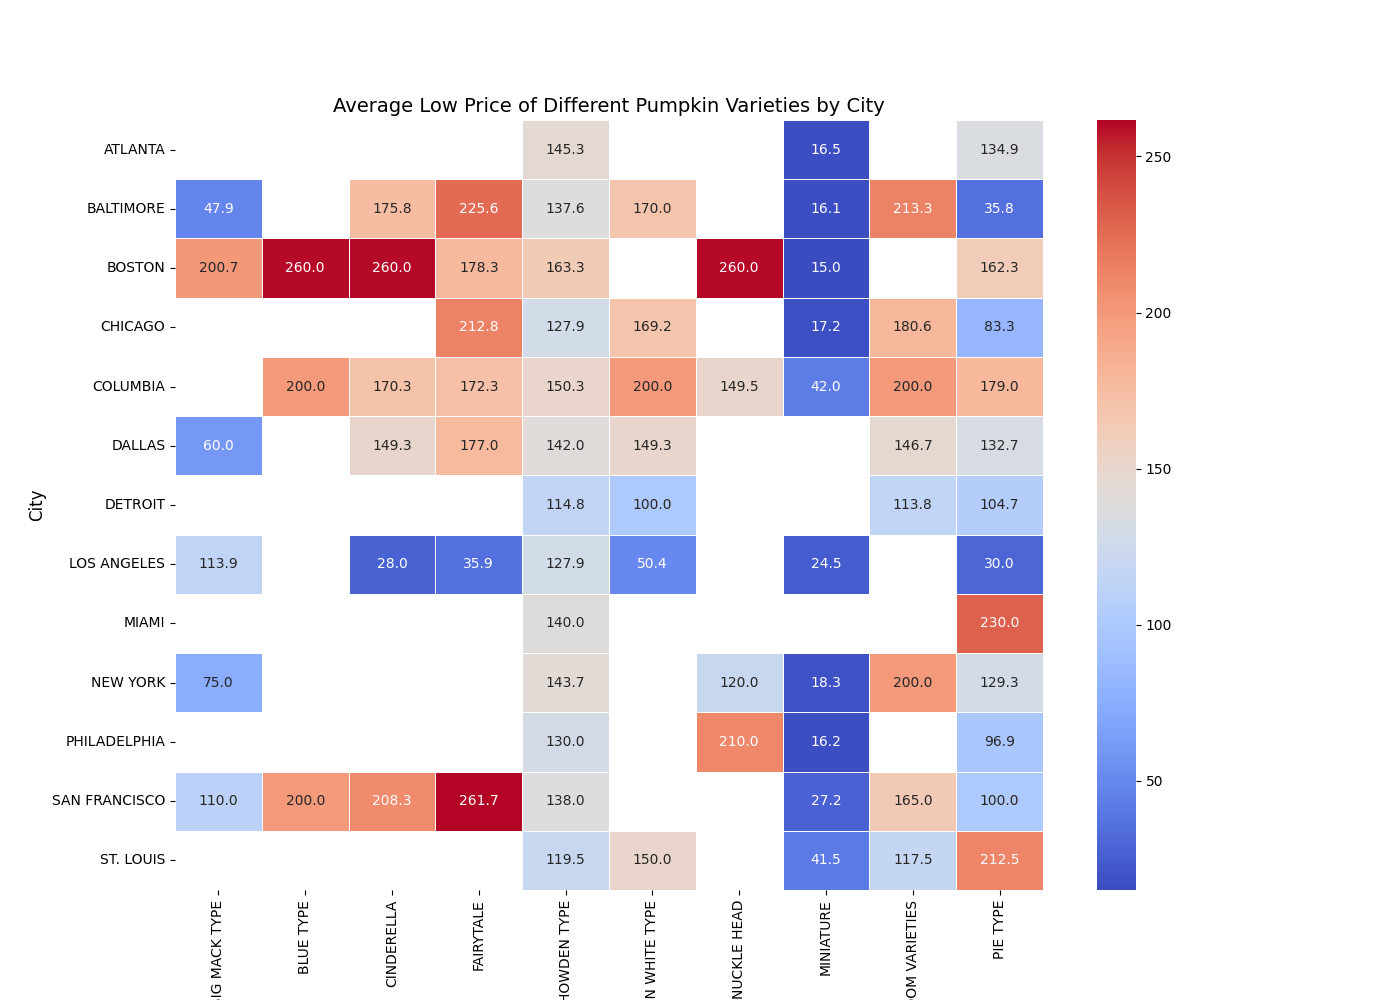 Average Low Price of Different Pumpkin Varieties by City
ATLANTA 145.3 16.5 134.9
BALTIMORE 47.9 175.8 225.6 137.6 170.0 16.1 213.3 35.8
BOSTON 200.7 260.0 260.0 178.3 163.3 260.0 15.0 162.3
CHICAGO 212.8 127.9 169.2 17.2 180.6 83.3
COLUMBIA 200.0 170.3 172.3 150.3 200.0 149.5 42.0 200.0 179.0
DALLAS 60.0 149.3 177.0 142.0 149.3 146.7 132.7
DETROIT 114.8 100.0 113.8 104.7
LOS ANGELES 113.9 28.0 35.9 127.9 50.4 24.5 30.0
MIAMI 140.0 230.0
NEW YORK 75.0 143.7 120.0 18.3 200.0 129.3
PHILADELPHIA 130.0 210.0 16.2 96.9
SAN FRANCISCO 110.0 200.0 208.3 261.7 138.0 27.2 165.0 100.0
ST. LOUIS 119.5 150.0 41.5 117.5 212.5
City
MACK TYPE
BLUE TYPE
CINDERELLA
FAIRYTALE
HOWDEN TYPE
N WHITE TYPE
NUCKLE HEAD
MINIATURE
OM VARIETIES
PIE TYPE
250
200
150
100
50